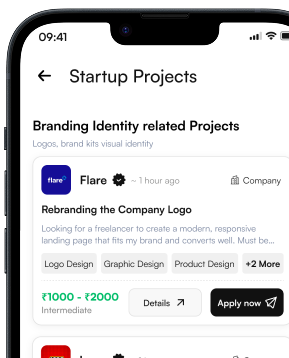 09:41
Startup Projects
Branding Identity related Projects
Logos, brand kits visual identity
flare
Flare ~ 1 hour ago Company
Rebranding the Company Logo
Looking for a freelancer to create a modern, responsive
landing page that fits my brand and converts well. Must be...
Logo Design Graphic Design Product Design +2 More
₹1000 - ₹2000
Intermediate
Details
Apply now